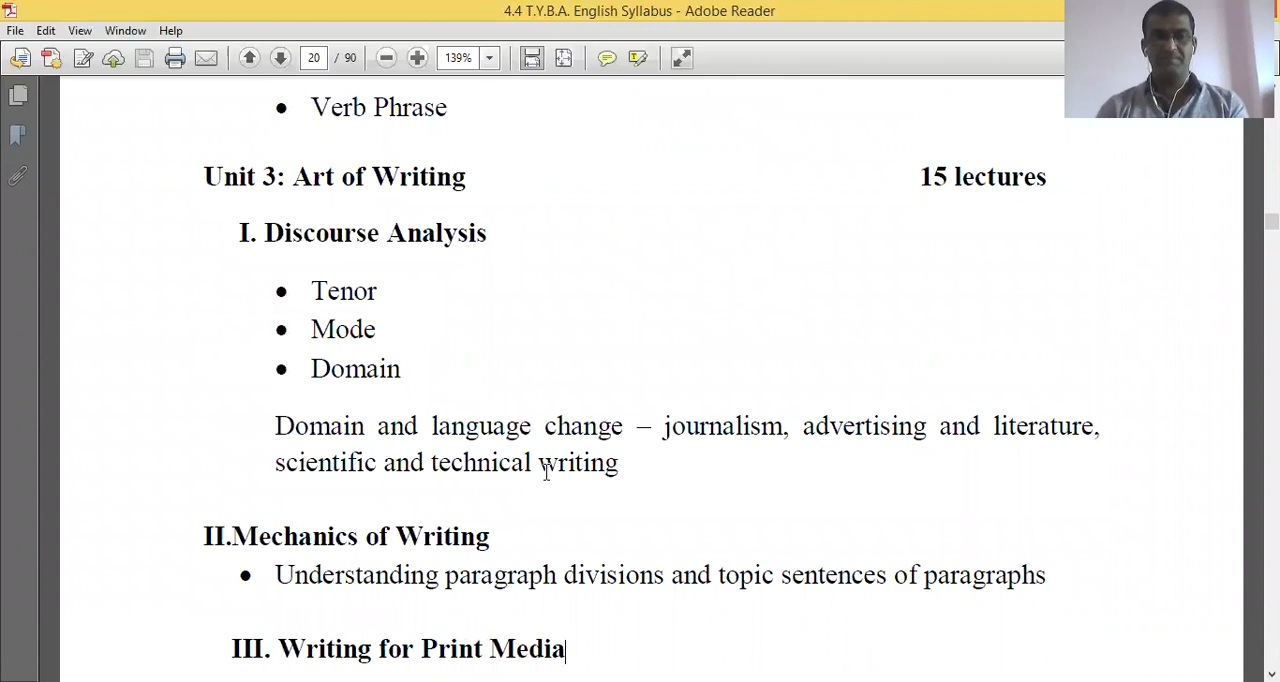 4.4 T.Y.B.A. English Syllabus - Adobe Reader
File Edit View Window Help
20 / 90 139%
• Verb Phrase
Unit 3: Art of Writing 15 lectures
I. Discourse Analysis
• Tenor
• Mode
• Domain
Domain and language change – journalism, advertising and literature,
scientific and technical writing
II.Mechanics of Writing
• Understanding paragraph divisions and topic sentences of paragraphs
III. Writing for Print Media